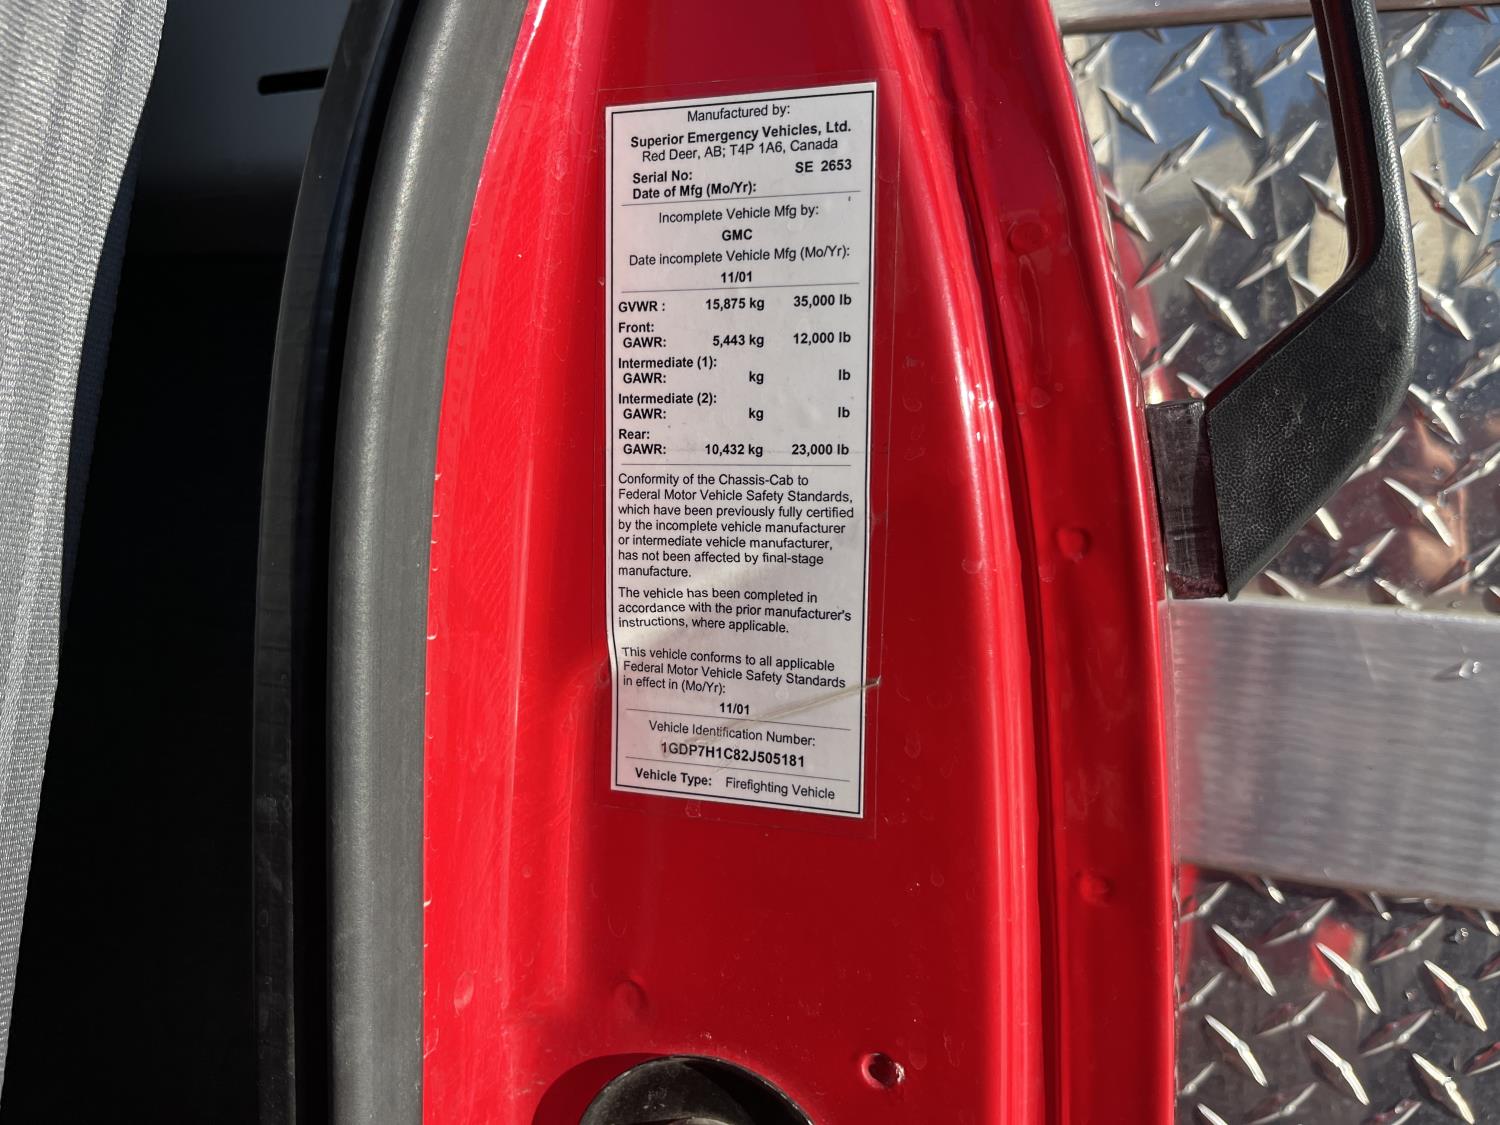 Manufactured by:
Superior Emergency Vehicles, Ltd.
Red Deer, AB; T4P 1A6, Canada
Serial No: SE 2653
Date of Mfg (Mo/Yr):
Incomplete Vehicle Mfg by:
GMC
Date incomplete Vehicle Mfg (Mo/Yr):
11/01
GVWR : 15,875 kg 35,000 lb
Front:
GAWR: 5,443 kg 12,000 lb
Intermediate (1):
GAWR: kg lb
Intermediate (2):
GAWR: kg lb
Rear:
GAWR: 10,432 kg 23,000 lb
Conformity of the Chassis-Cab to
Federal Motor Vehicle Safety Standards,
which have been previously fully certified
by the incomplete vehicle manufacturer
or intermediate vehicle manufacturer,
has not been affected by final-stage
manufacture.
The vehicle has been completed in
accordance with the prior manufacturer's
instructions, where applicable.
This vehicle conforms to all applicable
Federal Motor Vehicle Safety Standards
in effect in (Mo/Yr):
11/01
Vehicle Identification Number:
1GDP7H1C82J505181
Vehicle Type: Firefighting Vehicle